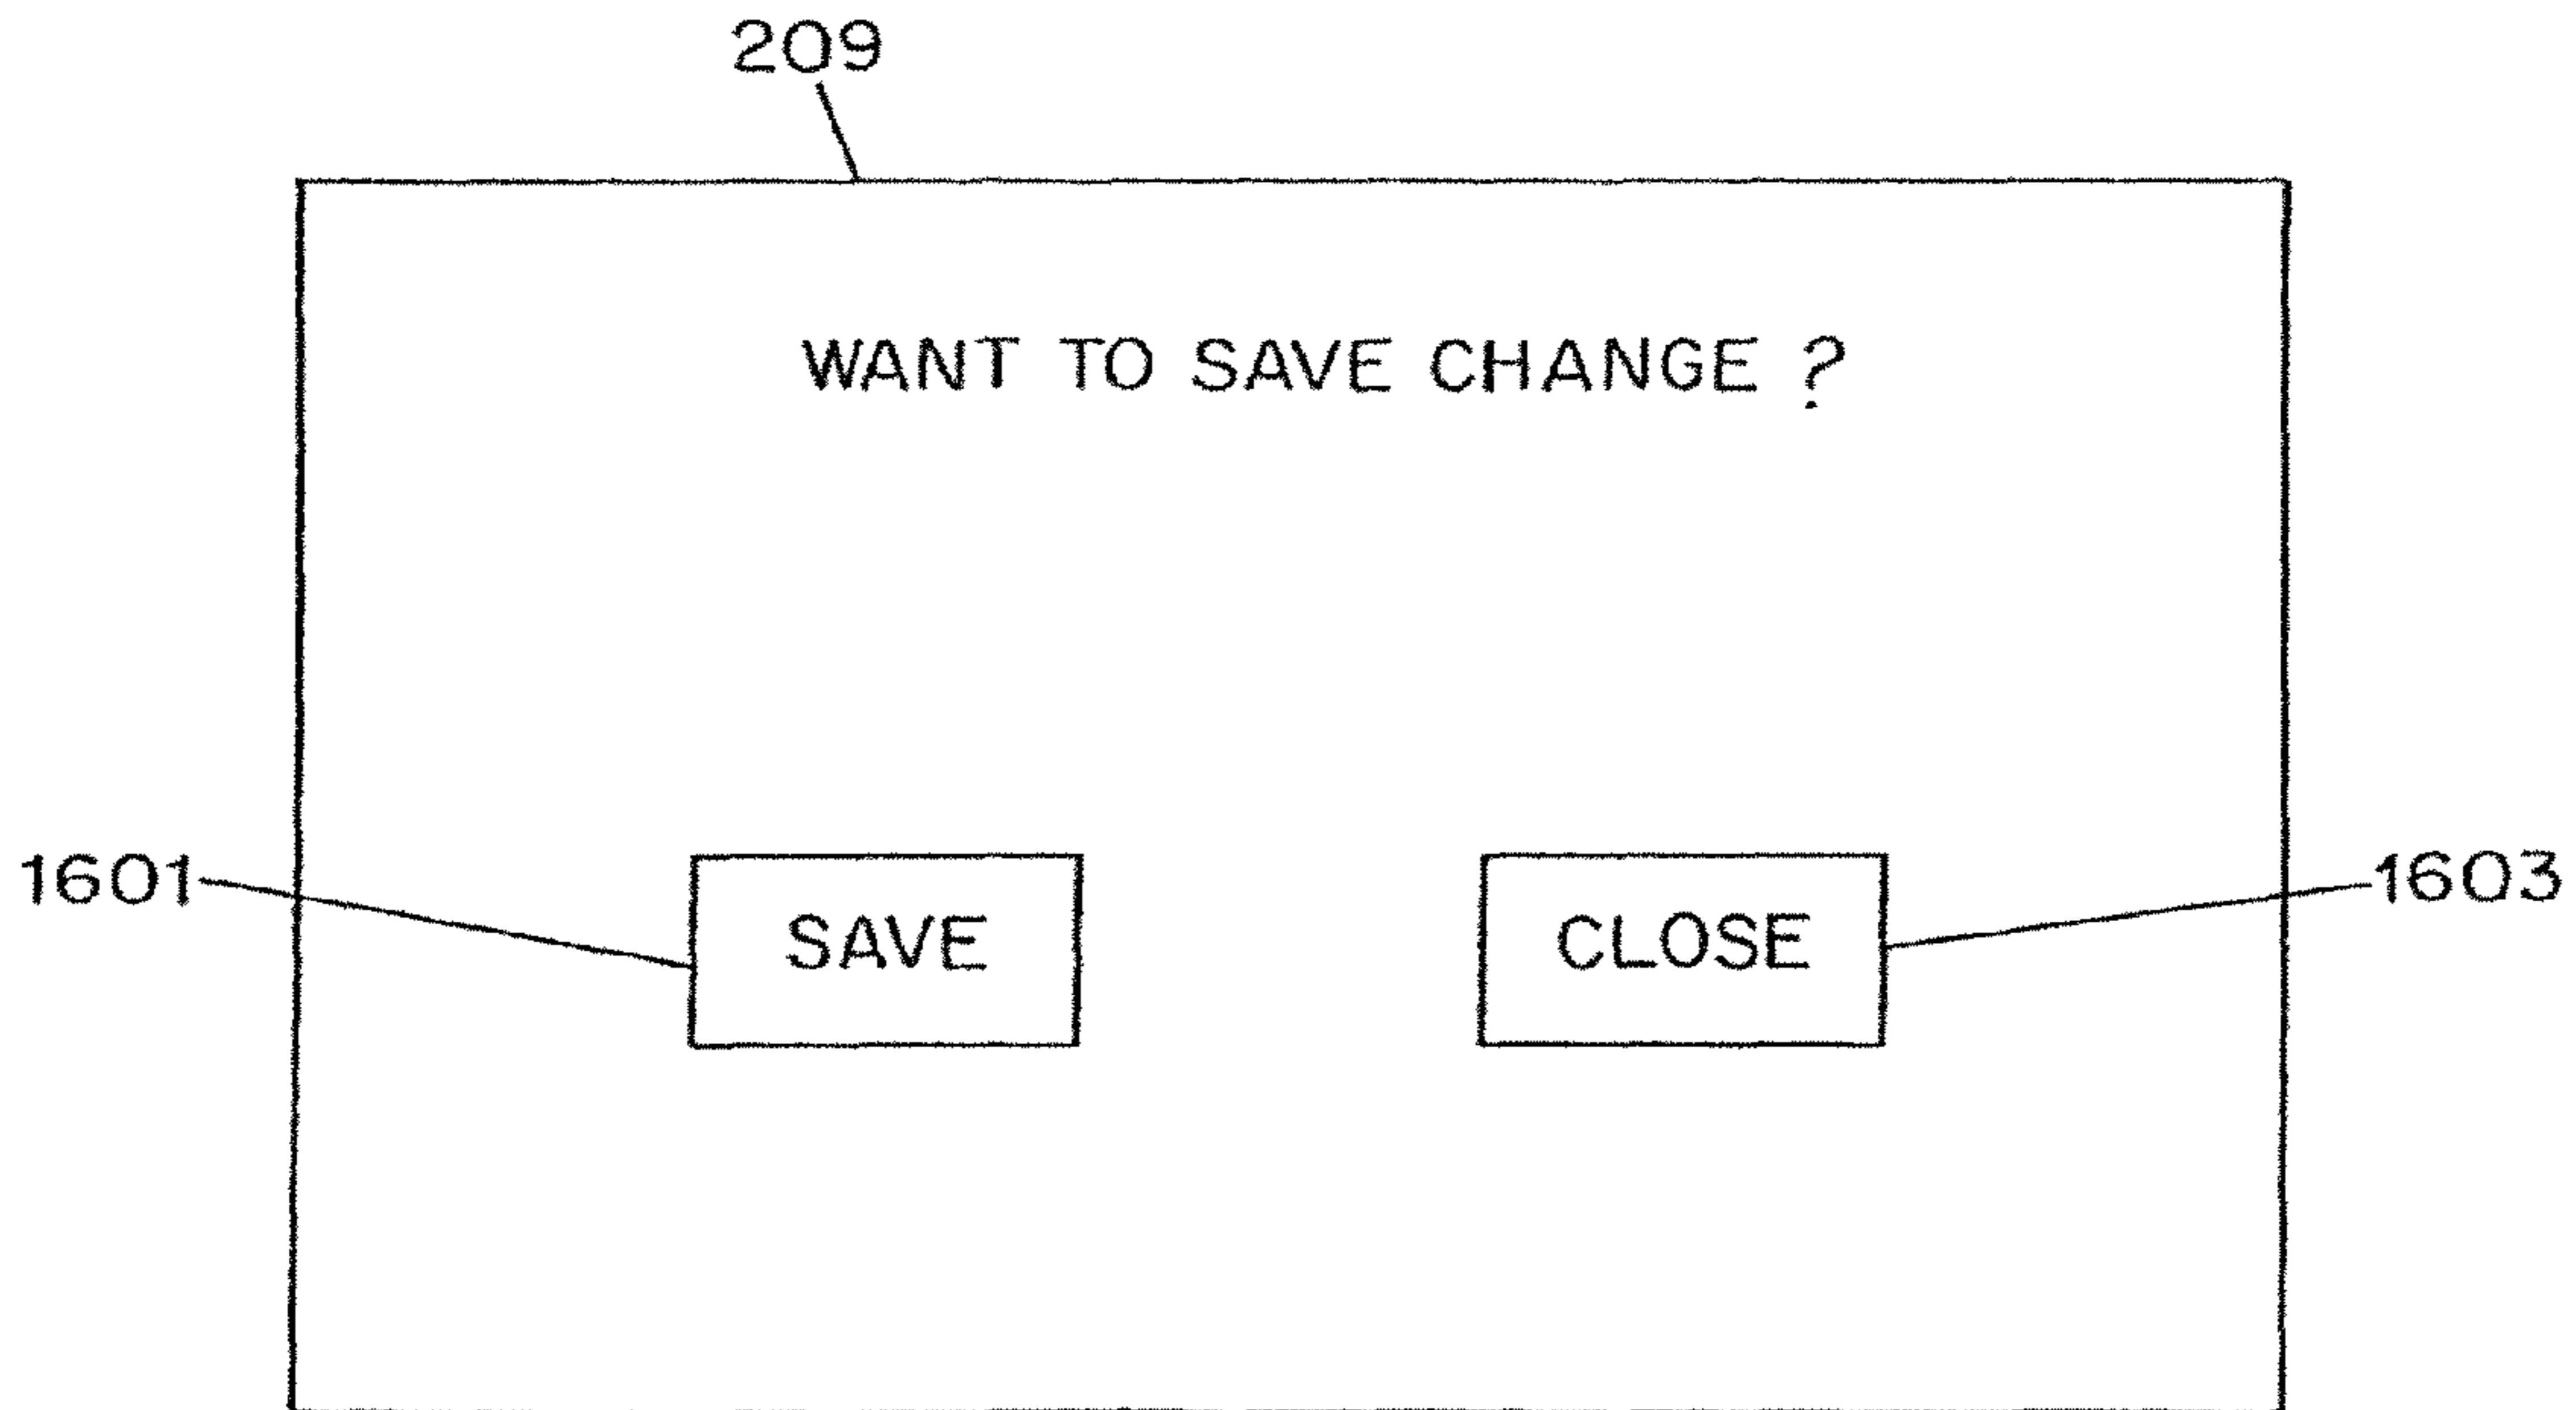 209
WANT TO SAVE CHANGE ?
1601
SAVE
CLOSE
1603